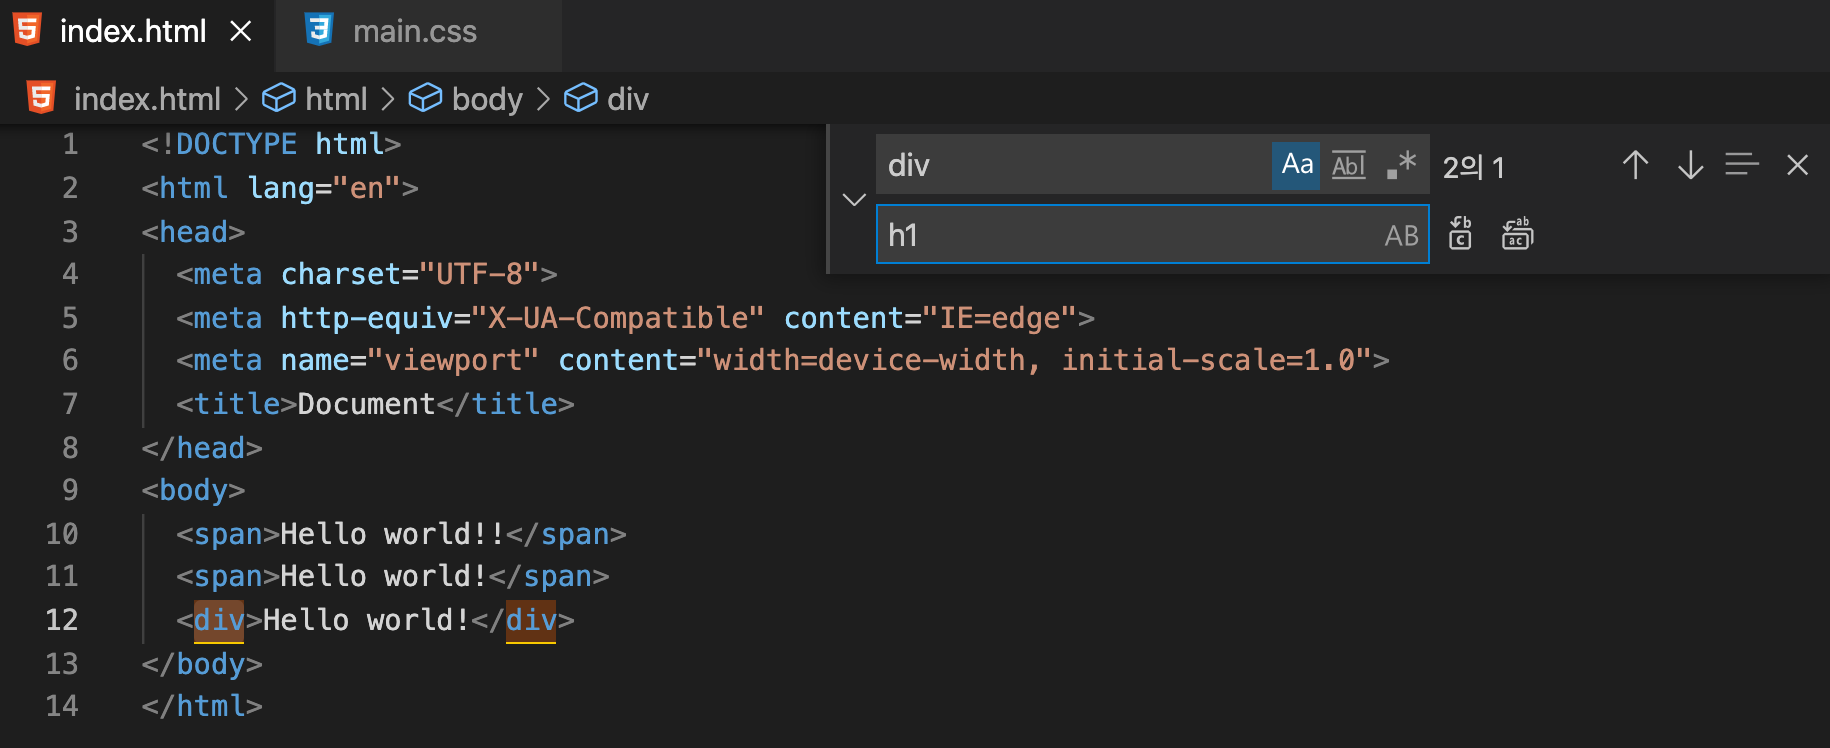 index.html main.css
index.html > html > body > div
div Aa Abl .* 2의 1
h1 AB
1 <!DOCTYPE html>
2 <html lang="en">
3 <head>
4   <meta charset="UTF-8">
5   <meta http-equiv="X-UA-Compatible" content="IE=edge">
6   <meta name="viewport" content="width=device-width, initial-scale=1.0">
7   <title>Document</title>
8 </head>
9 <body>
10   <span>Hello world!!</span>
11   <span>Hello world!</span>
12   <div>Hello world!</div>
13 </body>
14 </html>